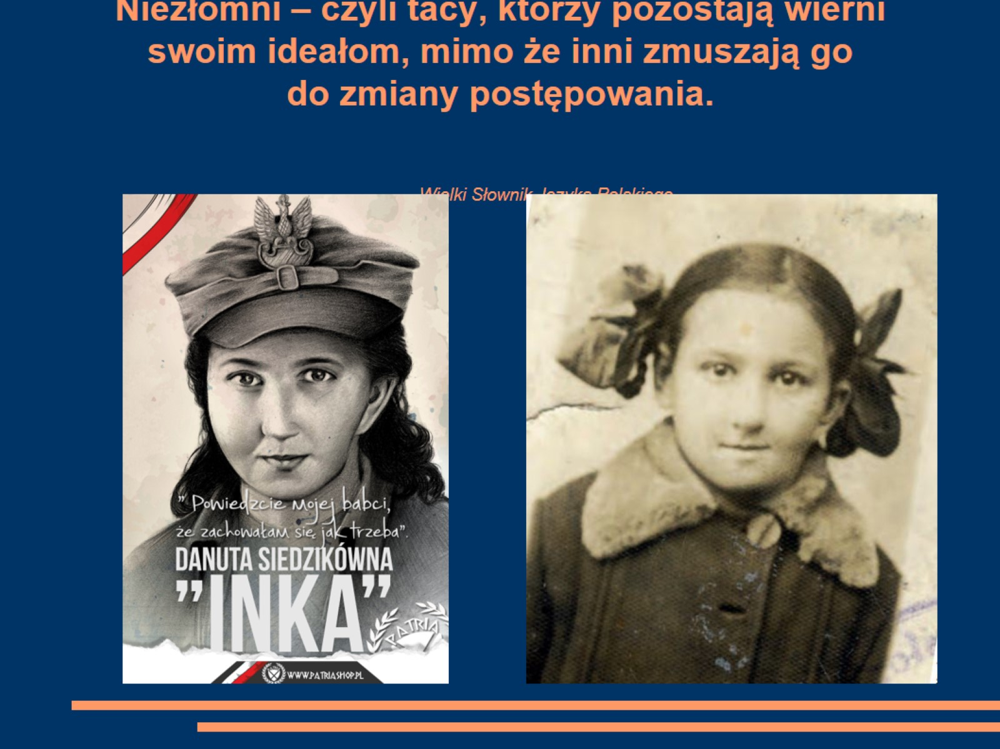 Niezłomni – czyli tacy, którzy pozostają wierni
swoim ideałom, mimo że inni zmuszają go
do zmiany postępowania.
Wielki Słownik Języka Polskiego
” Powiedzcie mojej babci,
że zachowałam się jak trzeba”.
DANUTA SIEDZIKÓWNA
”INKA”
PATRIA
WWW.PATRIASHOP.PL